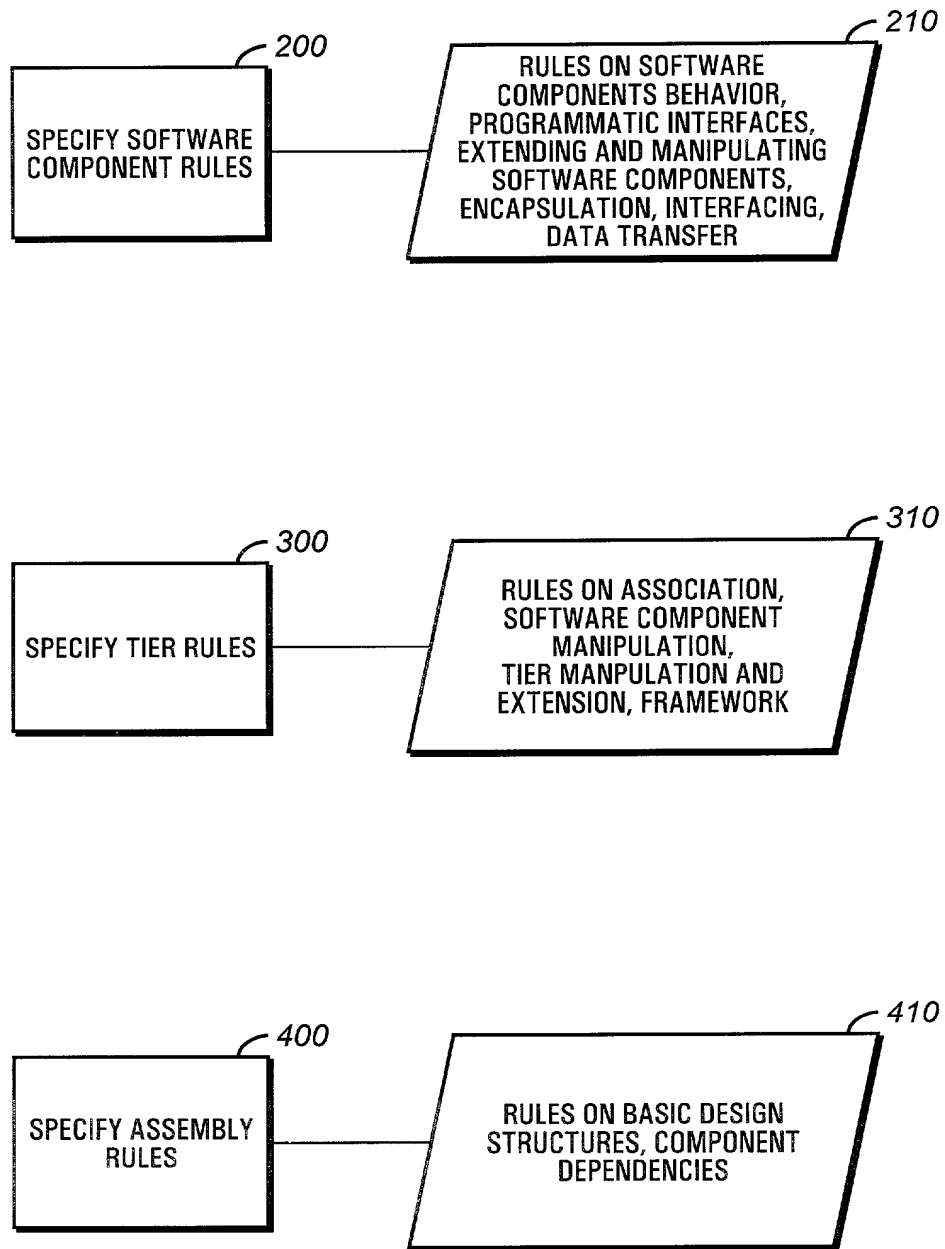 200
SPECIFY SOFTWARE
COMPONENT RULES
210
RULES ON SOFTWARE
COMPONENTS BEHAVIOR,
PROGRAMMATIC INTERFACES,
EXTENDING AND MANIPULATING
SOFTWARE COMPONENTS,
ENCAPSULATION, INTERFACING,
DATA TRANSFER
300
SPECIFY TIER RULES
310
RULES ON ASSOCIATION,
SOFTWARE COMPONENT
MANIPULATION,
TIER MANPULATION AND
EXTENSION, FRAMEWORK
400
SPECIFY ASSEMBLY
RULES
410
RULES ON BASIC DESIGN
STRUCTURES, COMPONENT
DEPENDENCIES